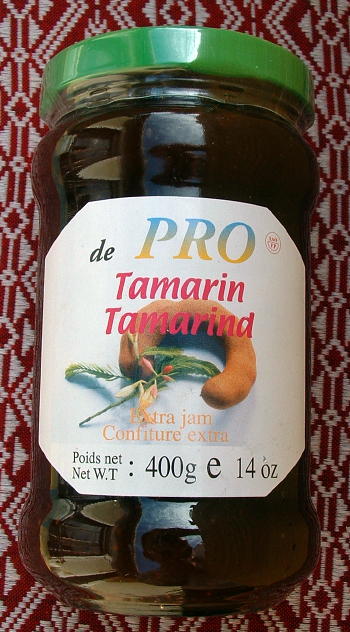 de PRO
Tamarin
Tamarind
Extra jam
Confiture extra
Poids net
Net W.T : 400g e 14 oz